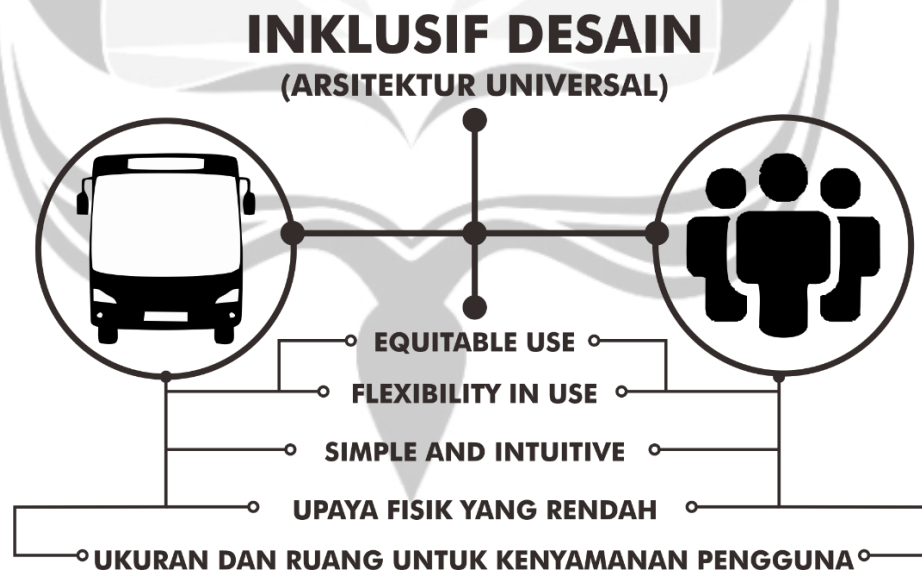 INKLUSIF DESAIN
(ARSITEKTUR UNIVERSAL)
EQUITABLE USE
FLEXIBILITY IN USE
SIMPLE AND INTUITIVE
UPAYA FISIK YANG RENDAH
UKURAN DAN RUANG UNTUK KENYAMANAN PENGGUNA